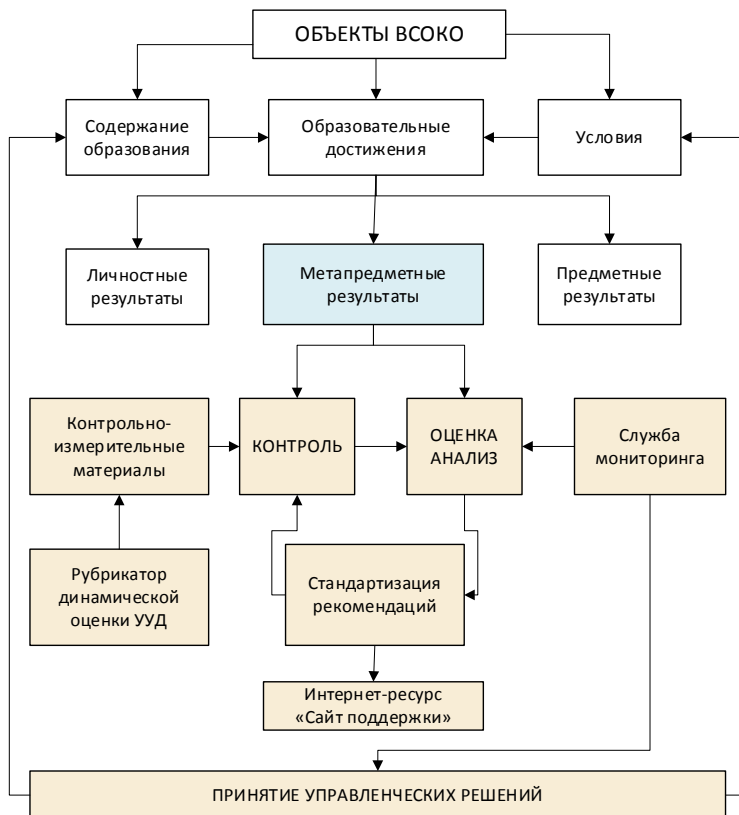 ОБЪЕКТЫ ВСОКО
Содержание
образования
Образовательные
достижения
Условия
Личностные
результаты
Метапредметные
результаты
Предметные
результаты
Контрольно-
измерительные
материалы
КОНТРОЛЬ
ОЦЕНКА
АНАЛИЗ
Служба
мониторинга
Рубрикатор
динамической
оценки УУД
Стандартизация
рекомендаций
Интернет-ресурс
«Сайт поддержки»
ПРИНЯТИЕ УПРАВЛЕНЧЕСКИХ РЕШЕНИЙ